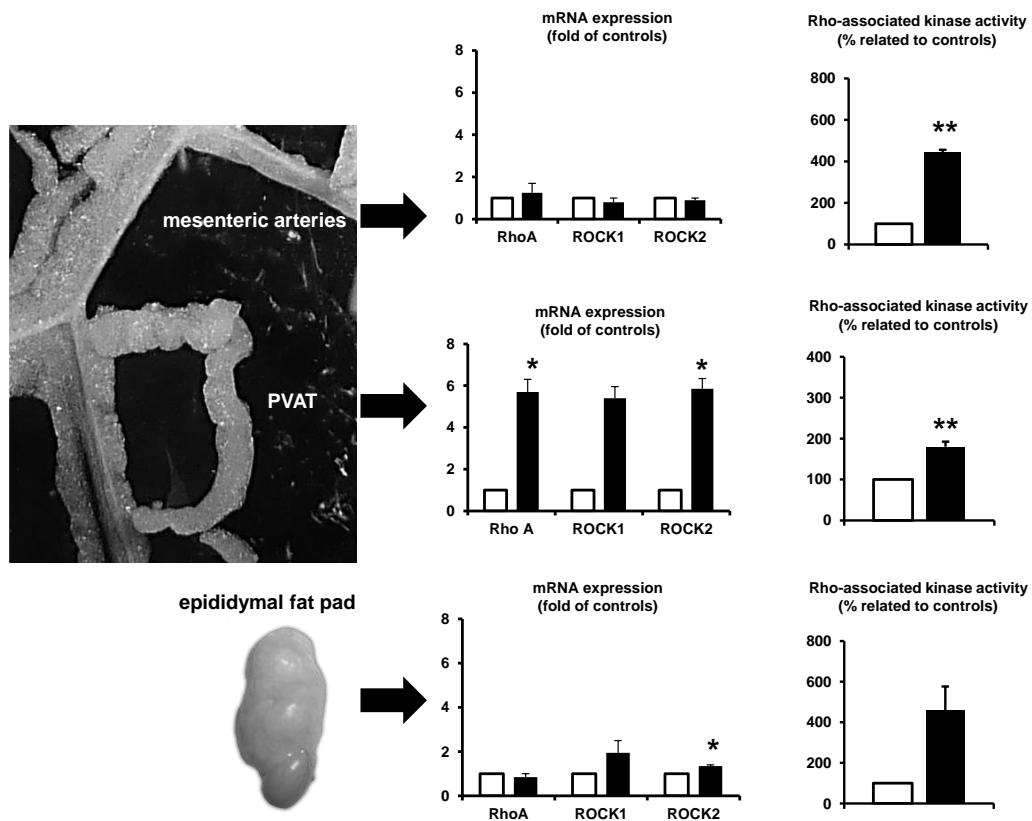 mRNA expression
(fold of controls)
8
6
4
2
0
RhoA ROCK1 ROCK2
Rho-associated kinase activity
(% related to controls)
800
600
400
200
0
**
mesenteric arteries
mRNA expression
(fold of controls)
8
6
4
2
0
* *
Rho A ROCK1 ROCK2
Rho-associated kinase activity
(% related to controls)
400
300
200
100
0
**
PVAT
epididymal fat pad
mRNA expression
(fold of controls)
8
6
4
2
0
*
RhoA ROCK1 ROCK2
Rho-associated kinase activity
(% related to controls)
800
600
400
200
0